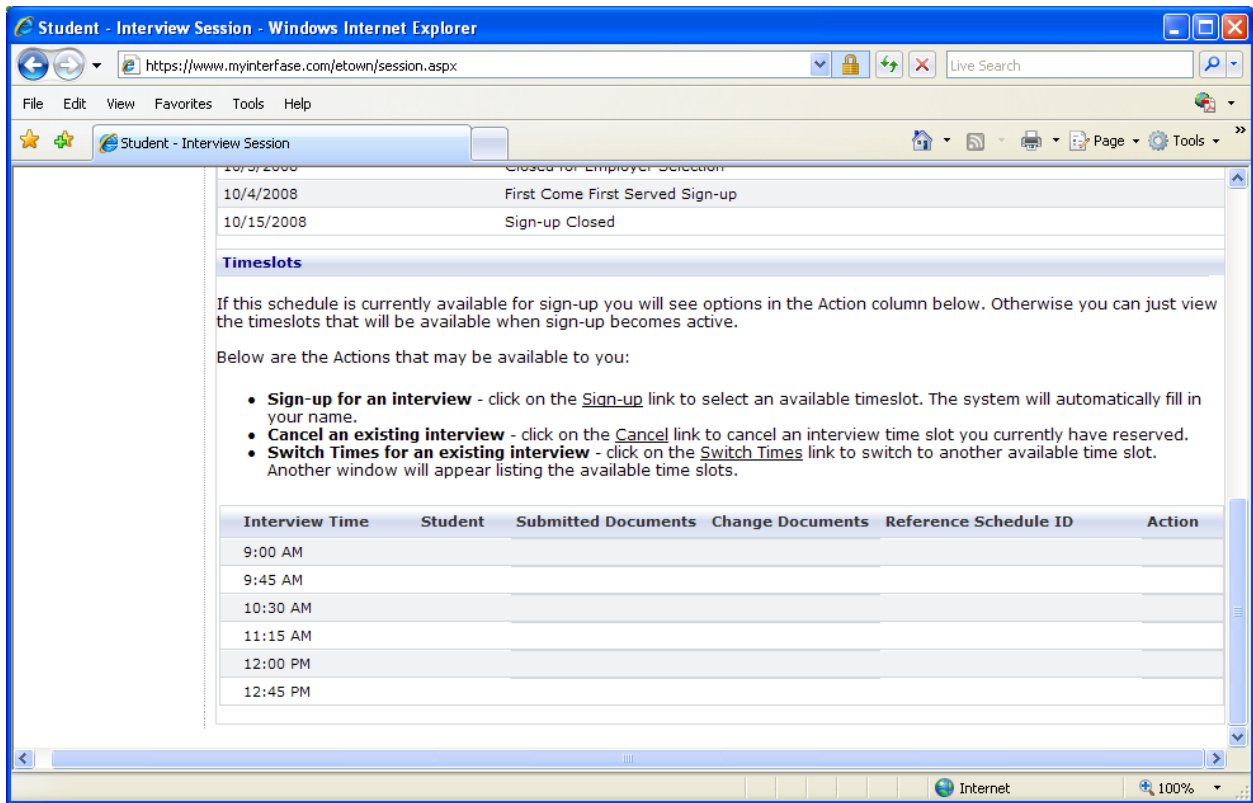 Student - Interview Session - Windows Internet Explorer
https://www.myinterfase.com/etown/session.aspx
Live Search
File Edit View Favorites Tools Help
Student - Interview Session
Page Tools
Closed for Employer Selection
10/4/2008 First Come First Served Sign-up
10/15/2008 Sign-up Closed
Timeslots
If this schedule is currently available for sign-up you will see options in the Action column below. Otherwise you can just view
the timeslots that will be available when sign-up becomes active.
Below are the Actions that may be available to you:
• Sign-up for an interview - click on the Sign-up link to select an available timeslot. The system will automatically fill in
your name.
• Cancel an existing interview - click on the Cancel link to cancel an interview time slot you currently have reserved.
• Switch Times for an existing interview - click on the Switch Times link to switch to another available time slot.
Another window will appear listing the available time slots.
Interview Time Student Submitted Documents Change Documents Reference Schedule ID Action
9:00 AM
9:45 AM
10:30 AM
11:15 AM
12:00 PM
12:45 PM
Internet 100%